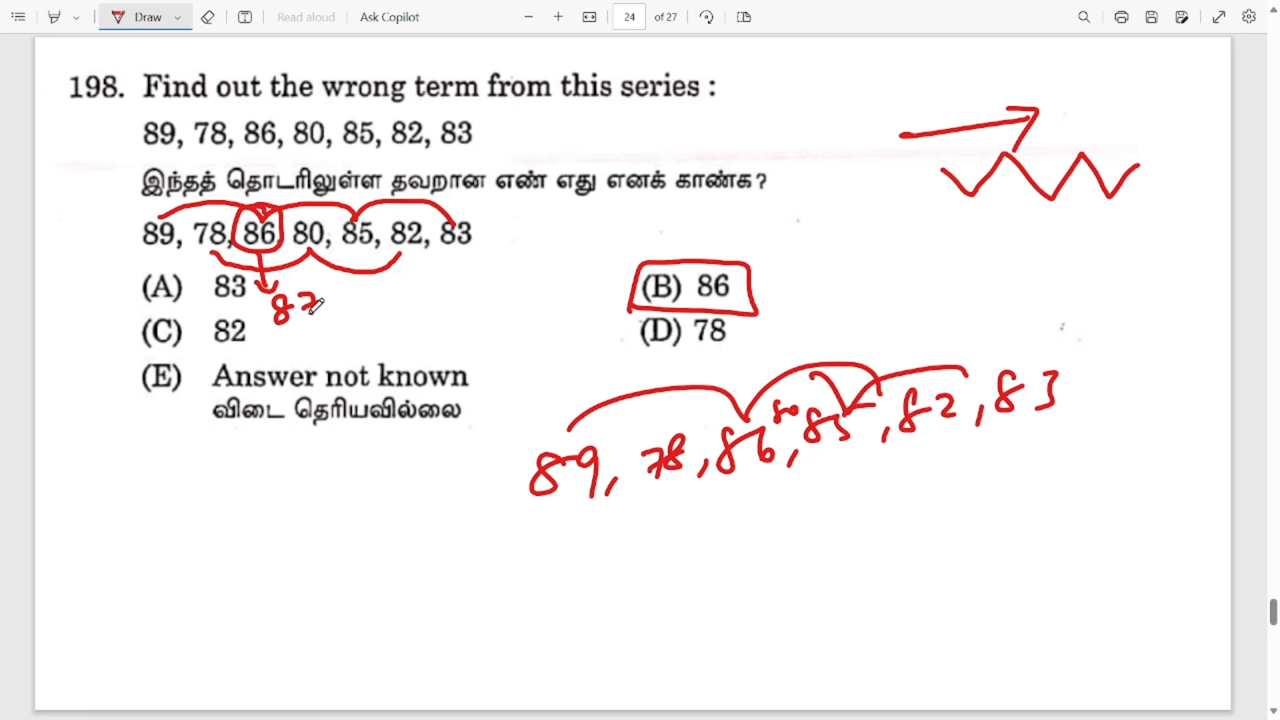 Draw
Read aloud
Ask Copilot
24 of 27
198. Find out the wrong term from this series :
89, 78, 86, 80, 85, 82, 83
இந்தத் தொடரிலுள்ள தவறான எண் எது எனக் காண்க?
89, 78, 86, 80, 85, 82, 83
(A) 83
(B) 86
87
(C) 82
(D) 78
(E) Answer not known
விடை தெரியவில்லை
89, 78, 86, 80 85, 82, 83